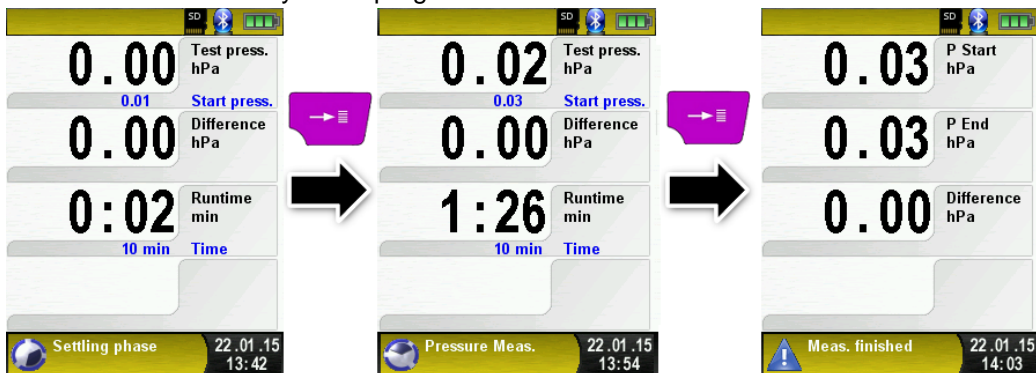 SD
0.00 Test press. hPa
0.01 Start press.
0.00 Difference hPa
0:02 Runtime min
10 min Time
Settling phase 22.01.15 13:42
SD
0.02 Test press. hPa
0.03 Start press.
0.00 Difference hPa
1:26 Runtime min
10 min Time
Pressure Meas. 22.01.15 13:54
SD
0.03 P Start hPa
0.03 P End hPa
0.00 Difference hPa
Meas. finished 22.01.15 14:03